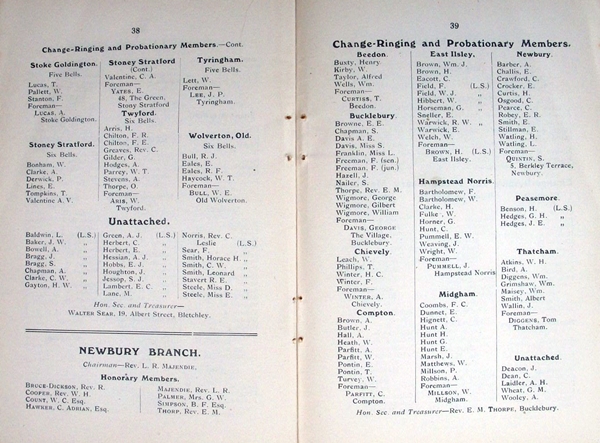 38
Change-Ringing and Probationary Members.—Cont.
Stoke Goldington.
Five Bells.
Lucas, T.
Pallett, W.
Stanton, F.
Foreman—
Lucas, A.
Stoke Goldington.
Stony Stratford.
Six Bells.
Bonham, W.
Clarke, A.
Derwick, P.
Lines, E.
Tompkins, T.
Valentine A. V.
Stoney Stratford
(Cont.)
Valentine, C. A.
Foreman—
Yates, E.
48, The Green,
Stony Stratford
Twyford.
Six Bells.
Arris, H.
Chilton, F. R.
Chilton, F. E.
Greaves, Rev. C.
Gilder, G.
Hodges, A.
Parrey, W. T.
Stevens, A.
Thorpe, O.
Foreman—
Aris, W.
Twyford.
Tyringham.
Five Bells.
Lett, W.
Foreman—
Lee, J. P.
Tyringham.
Wolverton, Old.
Six Bells.
Bull, R. J.
Eales, E.
Eales, R. F.
Haycock, W. T.
Foreman—
Bull, W. E.
Old Wolverton.
Unattached.
Baldwin, L. (L.S.)
Baker, J. W. „
Bowell, A. „
Bragg, J. „
Bragg, S. „
Chapman, A. „
Clarke, C. W. „
Gayton, H. W. „
Green, A. J. (L.S.)
Herbert, C. „
Herbert, E. „
Hessian, A. J. „
Hobbs, E. J. „
Houghton, J. „
Jessop, S. J. „
Lambert, E. C. „
Lane, M. „
Norris, Rev. C.
Leslie (L.S.)
Sear, F. „
Smith, Horace H. „
Smith, C. W. „
Smith, Leonard „
Stavert R. E. „
Steele, Miss D. „
Steele, Miss E. „
Hon. Sec and Treasurer—
Walter Sear, 19, Albert Street, Bletchley.
NEWBURY BRANCH.
Chairman—Rev. L. R. Majendie.
Honorary Members.
Bruce-Dickson, Rev. R.
Cooper, Rev. W. H.
Count, W. C. Esq.
Hawker, C. Adrian, Esq.
Majendie, Rev. L. R.
Palmer, Mrs. G. W.
Simpson, B. F. Esq.
Thorp, Rev. E. M.
39
Change-Ringing and Probationary Members.
Beedon.
Buxty, Henry.
Kirby, W.
Taylor, Alfred
Wells, Wm.
Foreman—
Curtiss, T.
Beedon.
Bucklebury.
Browne, E. E.
Chapman, S.
Davis A. E.
Davis, Miss S.
Franklin, Miss L.
Freeman, F. (sen.)
Freeman, F. (jun.)
Hazell, J.
Nailer, S.
Thorpe, Rev. E. M.
Wigmore, George
Wigmore, Gilbert
Wigmore, William
Foreman—
Davis, George
The Village,
Bucklebury.
Chievely.
Leach, W.
Phillips, T.
Winter, H. C.
Winter, F.
Foreman—
Winter, A.
Chievely.
Compton.
Brown, A.
Butler, J.
Hall, A.
Heath, W.
Parfitt, A.
Parfitt, W.
Pontin, E.
Pontin, T.
Turvey, W.
Foreman—
Parfitt, C.
Compton.
East Ilsley.
Brown, Wm. J.
Brown, H.
Eacott, C.
Field, F. (L.S.)
Field, W. J. „
Hibbert, W. „
Horseman, G. „
Sneller, E. „
Warwick, R. W. „
Warwick, E.
Welch, W.
Foreman—
Brown, H. (L.S.)
East Ilsley.
Hampstead Norris.
Bartholomew, F.
Bartholomew, W.
Clarke, H.
Fulke, W.
Horner, G.
Hunt, C.
Pummell, E. W.
Weaving, J.
Wright, W.
Foreman—
Pummell, J.
Hampstead Norris
Midgham.
Coombs, F. C.
Dunnet, E.
Hignett, C.
Hunt A.
Hunt H.
Hunt G.
Hunt E.
Marsh, J.
Matthews, W.
Millson, P.
Robbins, A.
Foreman—
Millson, W.
Midgham.
Newbury.
Barber, A.
Challis, E.
Crawford, C.
Crocker, E.
Curtis, H.
Osgood, C.
Pearce, C.
Robey, E. R.
Smith, E.
Stillman, E.
Watling, H.
Watling, L.
Foreman—
Quintin, S.
5, Berkley Terrace,
Newbury.
Peasemore.
Benson, H. (L.S.)
Hedges, G. H. „
Hedges, J. E. „
Thatcham.
Atkins, W. H.
Bird, A.
Diggens, Wm.
Grimshaw, Wm.
Maisey, Wm.
Smith, Albert
Wallin, J.
Foreman—
Diggens, Tom
Thatcham.
Unattached.
Deacon, J.
Dean, C.
Laidler, A. H.
Wheat, G. M.
Wooley, A.
Hon. Sec and Treasurer—Rev. E. M. Thorpe, Bucklebury.